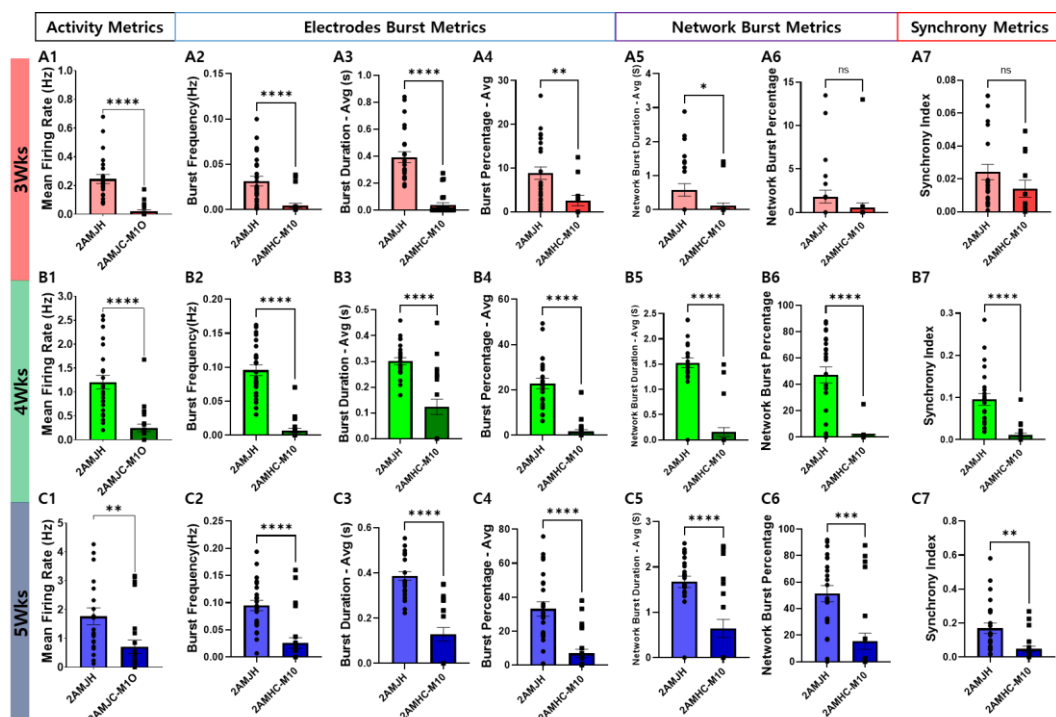 Activity Metrics Electrodes Burst Metrics Network Burst Metrics Synchrony Metrics
3Wks
A1 A2 A3 A4 A5 A6 A7
Mean Firing Rate (Hz)
0.0 0.2 0.4 0.6 0.8 1.0
****
2AMJH 2AMJC-M1O
Burst Frequency(Hz)
0.00 0.05 0.10 0.15
****
2AMJH 2AMHC-M10
Burst Duration - Avg (s)
0.0 0.2 0.4 0.6 0.8 1.0
****
2AMJH 2AMHC-M10
Burst Percentage - Avg
0 10 20 30
**
2AMJH 2AMHC-M10
Network Burst Duration - Avg (S)
0 1 2 3 4
*
2AMJH 2AMHC-M10
Network Burst Percentage
0 5 10 15
ns
2AMJH 2AMHC-M10
Synchrony Index
0.00 0.02 0.04 0.06 0.08
ns
2AMJH 2AMHC-M10
4Wks
B1 B2 B3 B4 B5 B6 B7
Mean Firing Rate (Hz)
0.0 0.5 1.0 1.5 2.0 2.5 3.0
****
2AMJH 2AMJC-M1O
Burst Frequency(Hz)
0.00 0.05 0.10 0.15 0.20
****
2AMJH 2AMHC-M10
Burst Duration - Avg (s)
0.0 0.1 0.2 0.3 0.4 0.5
****
2AMJH 2AMHC-M10
Burst Percentage - Avg
0 20 40 60
****
2AMJH 2AMHC-M10
Network Burst Duration - Avg (S)
0.0 0.5 1.0 1.5 2.0 2.5
****
2AMJH 2AMHC-M10
Network Burst Percentage
0 20 40 60 80 100
****
2AMJH 2AMHC-M10
Synchrony Index
0.0 0.1 0.2 0.3
****
2AMJH 2AMHC-M10
5Wks
C1 C2 C3 C4 C5 C6 C7
Mean Firing Rate (Hz)
0 1 2 3 4 5
**
2AMJH 2AMJC-M1O
Burst Frequency(Hz)
0.00 0.05 0.10 0.15 0.20 0.25
****
2AMJH 2AMHC-M10
Burst Duration - Avg (s)
0.0 0.2 0.4 0.6
****
2AMJH 2AMHC-M10
Burst Percentage - Avg
0 20 40 60 80
****
2AMJH 2AMHC-M10
Network Burst Duration - Avg (S)
0 1 2 3
****
2AMJH 2AMHC-M10
Network Burst Percentage
0 20 40 60 80 100
***
2AMJH 2AMHC-M10
Synchrony Index
0.0 0.2 0.4 0.6 0.8
**
2AMJH 2AMHC-M10